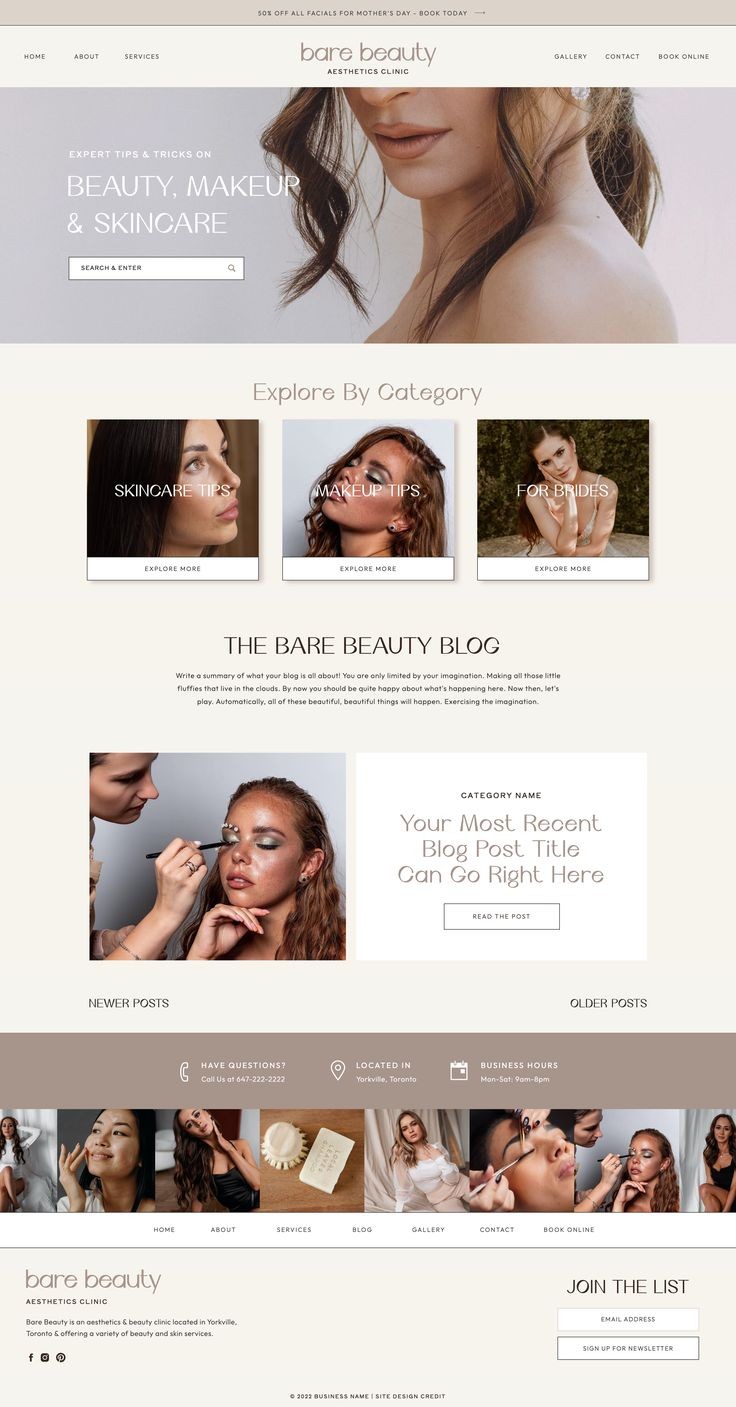 50% OFF ALL FACIALS FOR MOTHER'S DAY - BOOK TODAY
HOME
ABOUT
SERVICES
bare beauty
AESTHETICS CLINIC
GALLERY
CONTACT
BOOK ONLINE
EXPERT TIPS & TRICKS ON
BEAUTY, MAKEUP
& SKINCARE
SEARCH & ENTER
Explore By Category
SKINCARE TIPS
MAKEUP TIPS
FOR BRIDES
EXPLORE MORE
EXPLORE MORE
EXPLORE MORE
THE BARE BEAUTY BLOG
Write a summary of what your blog is all about! You are only limited by your imagination. Making all those little
fluffies that live in the clouds. By now you should be quite happy about what's happening here. Now then, let's
play. Automatically, all of these beautiful, beautiful things will happen. Exercising the imagination.
CATEGORY NAME
Your Most Recent
Blog Post Title
Can Go Right Here
READ THE POST
NEWER POSTS
OLDER POSTS
HAVE QUESTIONS?
Call Us at 647-222-2222
LOCATED IN
Yorkville, Toronto
BUSINESS HOURS
Mon-Sat: 9am-8pm
HOME
ABOUT
SERVICES
BLOG
GALLERY
CONTACT
BOOK ONLINE
bare beauty
AESTHETICS CLINIC
Bare Beauty is an aesthetics & beauty clinic located in Yorkville,
Toronto & offering a variety of beauty and skin services.
JOIN THE LIST
EMAIL ADDRESS
SIGN UP FOR NEWSLETTER
© 2022 BUSINESS NAME | SITE DESIGN CREDIT